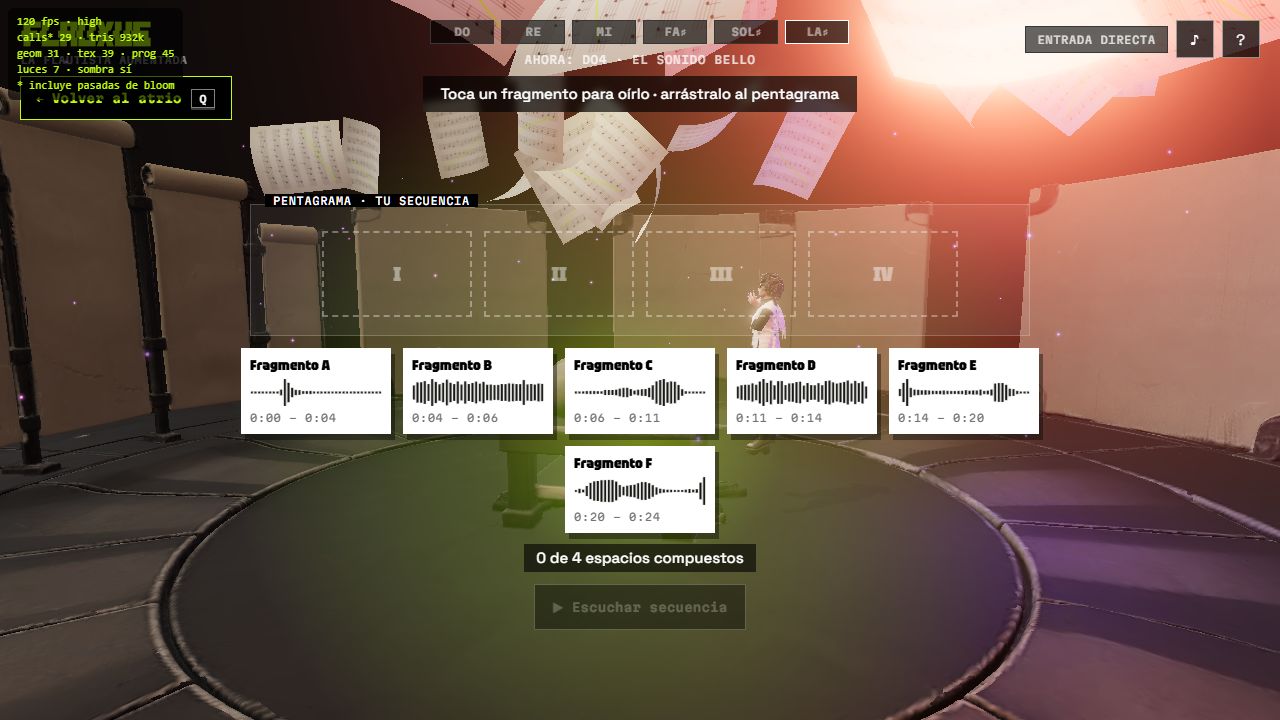 120 fps · high
calls* 29 · tris 932k
geom 31 · tex 39 · prog 45
luces 7 · sombra sí
* incluye pasadas de bloom
← Volver al atrio Q
DO RE MI FA♯ SOL♯ LA♯
AHORA: DO4 · EL SONIDO BELLO
Toca un fragmento para oírlo · arrástralo al pentagrama
ENTRADA DIRECTA ♪ ?
PENTAGRAMA · TU SECUENCIA
I II III IV
Fragmento A
0:00 – 0:04
Fragmento B
0:04 – 0:06
Fragmento C
0:06 – 0:11
Fragmento D
0:11 – 0:14
Fragmento E
0:14 – 0:20
Fragmento F
0:20 – 0:24
0 de 4 espacios compuestos
▶ Escuchar secuencia